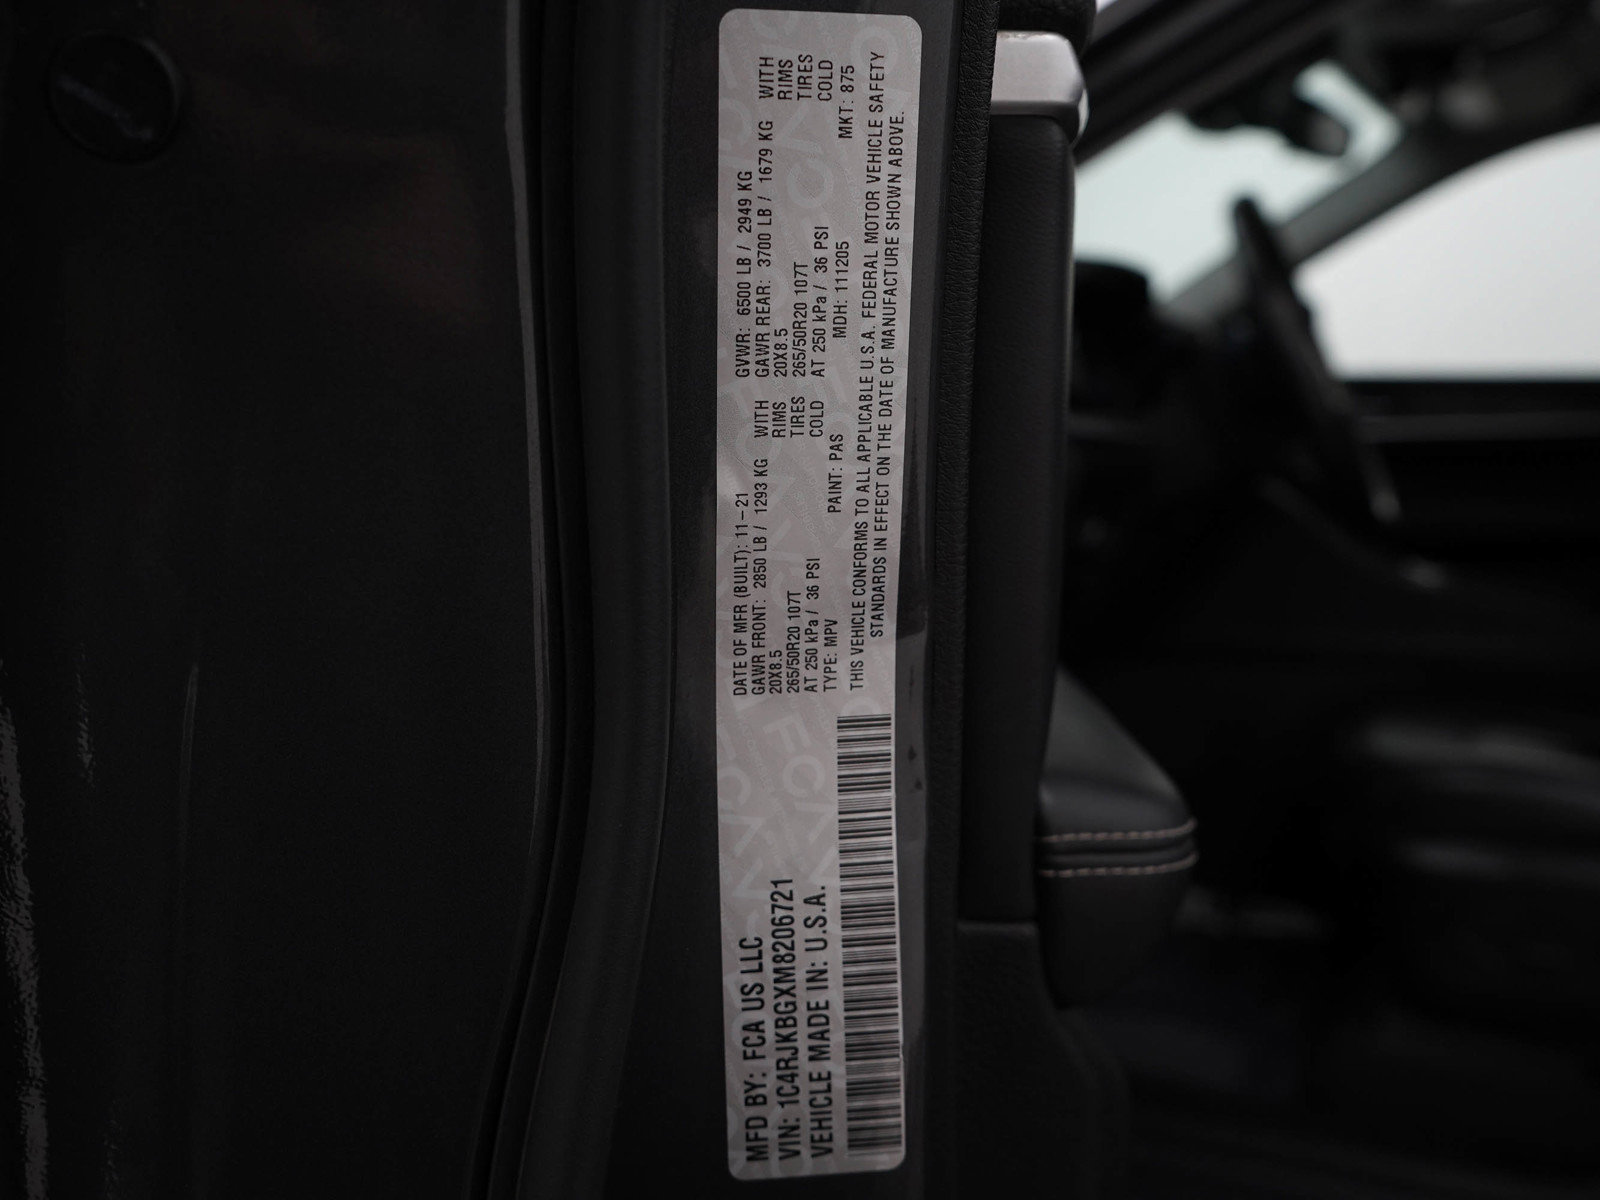 MFD BY: FCA US LLC
VIN: 1C4RJKBGXM8206721
VEHICLE MADE IN: U.S.A.
DATE OF MFR (BUILT): 11-21 GVWR: 6500 LB / 2949 KG
GAWR FRONT: 2850 LB / 1293 KG WITH GAWR REAR: 3700 LB / 1679 KG WITH
20X8.5 RIMS 20X8.5 RIMS
265/50R20 107T TIRES 265/50R20 107T TIRES
AT 250 kPa / 36 PSI COLD AT 250 kPa / 36 PSI COLD
TYPE: MPV PAINT: PAS MDH: 111205 MKT: 875
THIS VEHICLE CONFORMS TO ALL APPLICABLE U.S.A. FEDERAL MOTOR VEHICLE SAFETY
STANDARDS IN EFFECT ON THE DATE OF MANUFACTURE SHOWN ABOVE.